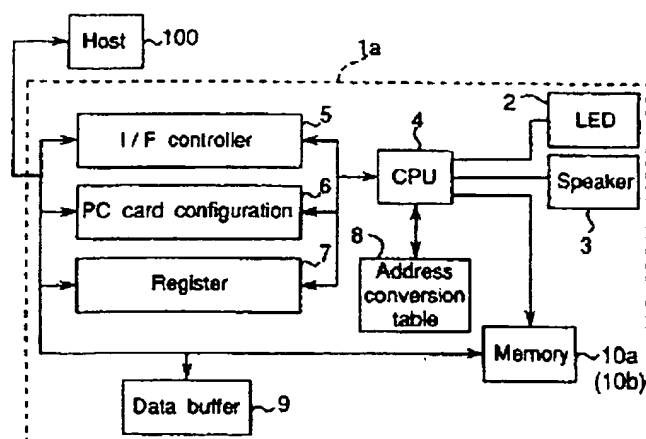 Host 100
1a
I/F controller 5
PC card configuration 6
Register 7
CPU 4
2 LED
Speaker 3
8 Address
conversion
table
Memory 10a
(10b)
Data buffer 9